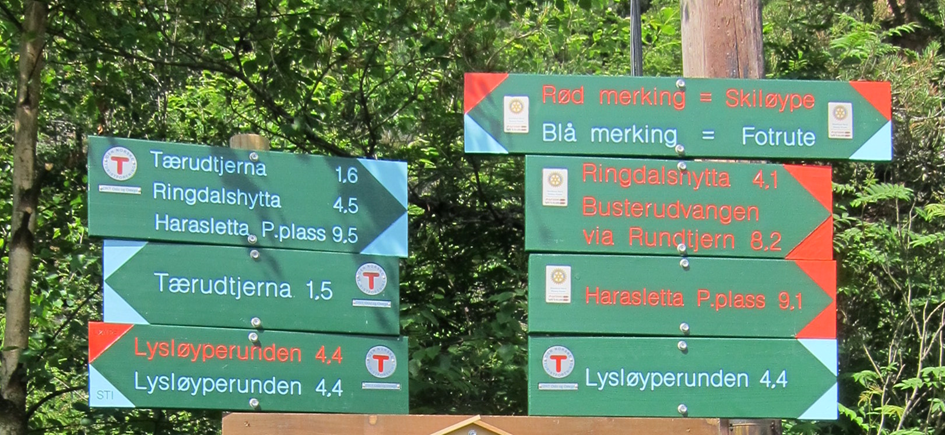 Tærudtjerna 1.6
Ringdalshytta 4.5
Harasletta P.plass 9.5
Tærudtjerna 1,5
Lysløyperunden 4,4
Lysløyperunden 4,4
STI
Rød merking = Skiløype
Blå merking = Fotrute
Ringdalshytta 4.1
Busterudvangen
via Rundtjern 8.2
Harasletta P.plass 9.1
Lysløyperunden 4.4